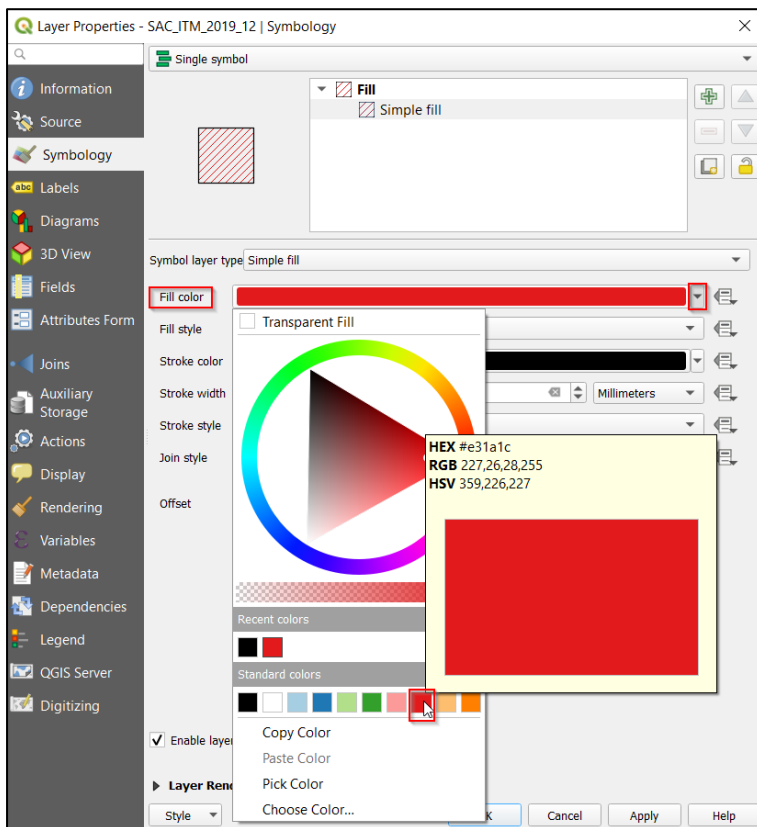 Layer Properties - SAC_ITM_2019_12 | Symbology
Single symbol
Information
Source
Symbology
abc Labels
Diagrams
3D View
Fields
Attributes Form
Joins
Auxiliary
Storage
Actions
Display
Rendering
Variables
Metadata
Dependencies
Legend
QGIS Server
Digitizing
Fill
Simple fill
Symbol layer type Simple fill
Fill color
Fill style
Stroke color
Stroke width
Millimeters
Stroke style
Join style
Offset
Transparent Fill
HEX #e31a1c
RGB 227,26,28,255
HSV 359,226,227
Recent colors
Standard colors
Copy Color
Paste Color
Pick Color
Choose Color...
Enable layer
Layer Ren
Style
K
Cancel
Apply
Help